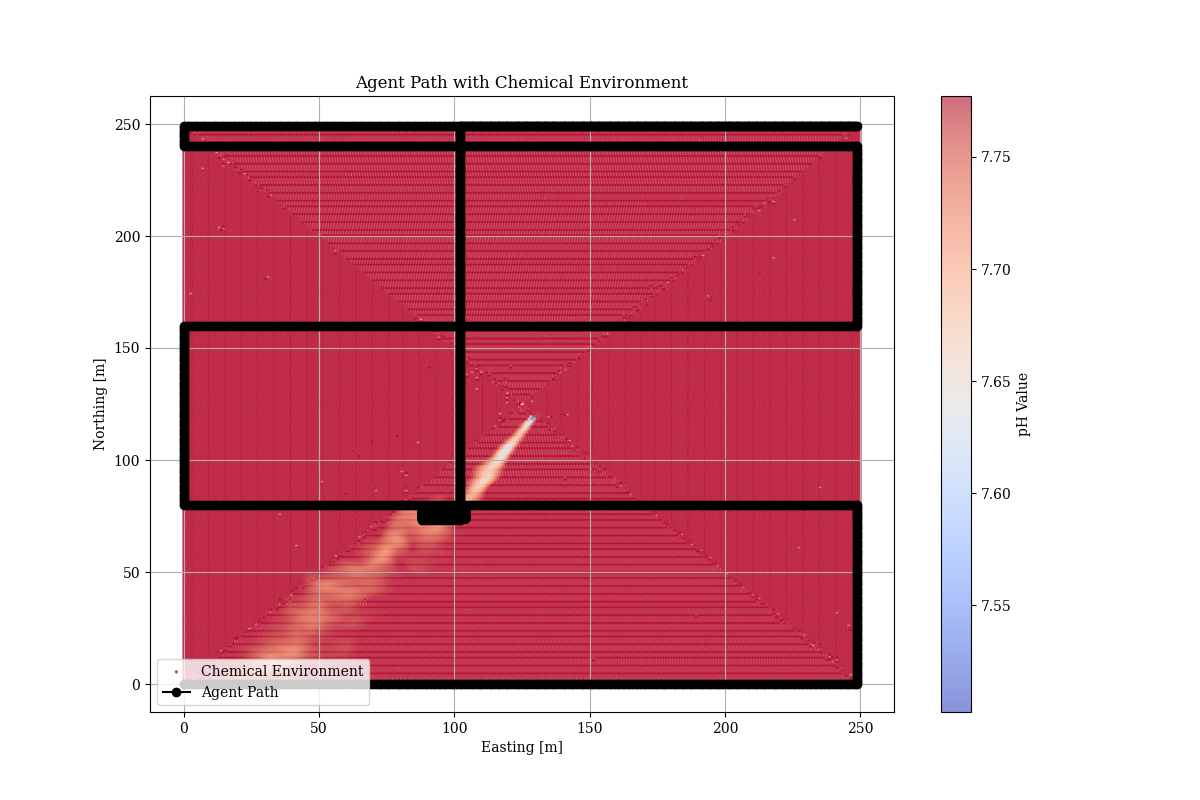 Agent Path with Chemical Environment
250
200
150
100
50
0
Northing [m]
0
50
100
150
200
250
Easting [m]
Chemical Environment
Agent Path
7.75
7.70
7.65
7.60
7.55
pH Value